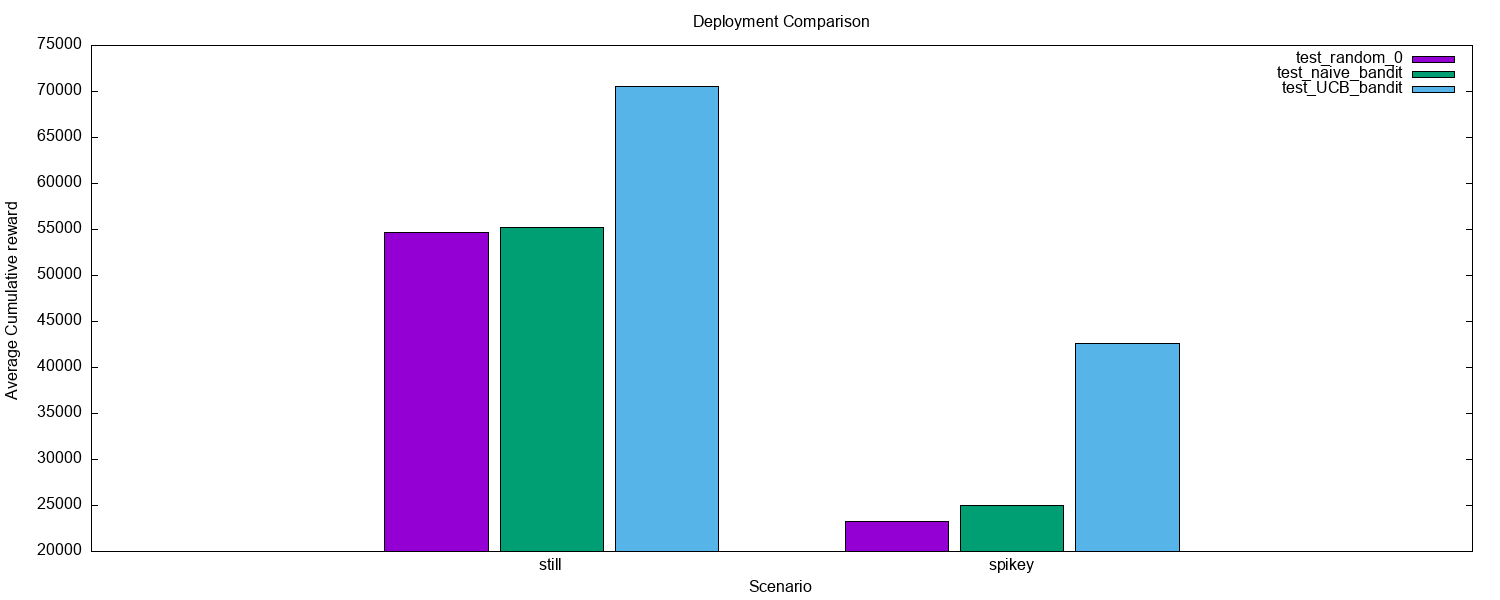 Deployment Comparison
75000
70000
65000
60000
55000
50000
45000
40000
35000
30000
25000
20000
Average Cumulative reward
test_random_0
test_naive_bandit
test_UCB_bandit
still
spikey
Scenario